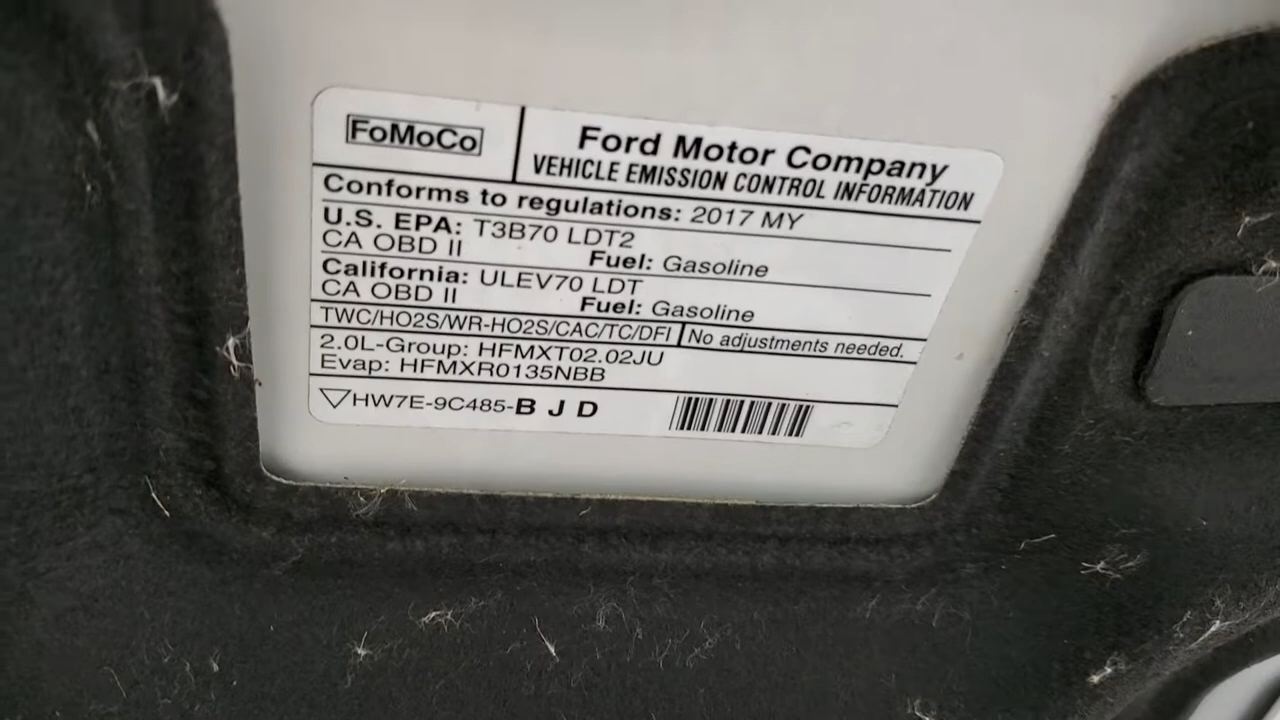 FoMoCo
Ford Motor Company
VEHICLE EMISSION CONTROL INFORMATION
Conforms to regulations: 2017 MY
U.S. EPA: T3B70 LDT2
CA OBD II Fuel: Gasoline
California: ULEV70 LDT
CA OBD II Fuel: Gasoline
TWC/HO2S/WR-HO2S/CAC/TC/DFI No adjustments needed.
2.0L-Group: HFMXT02.02JU
Evap: HFMXR0135NBB
HW7E-9C485-B J D